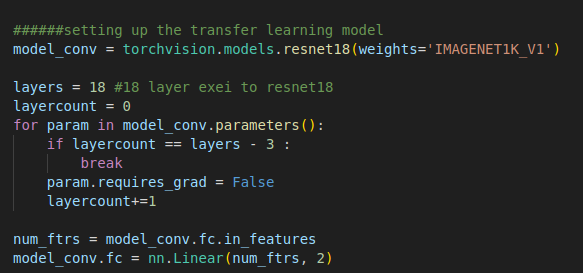 ######setting up the transfer learning model
model_conv = torchvision.models.resnet18(weights='IMAGENET1K_V1')
layers = 18 #18 layer exei to resnet18
layercount = 0
for param in model_conv.parameters():
    if layercount == layers - 3 :
        break
    param.requires_grad = False
    layercount+=1
num_ftrs = model_conv.fc.in_features
model_conv.fc = nn.Linear(num_ftrs, 2)